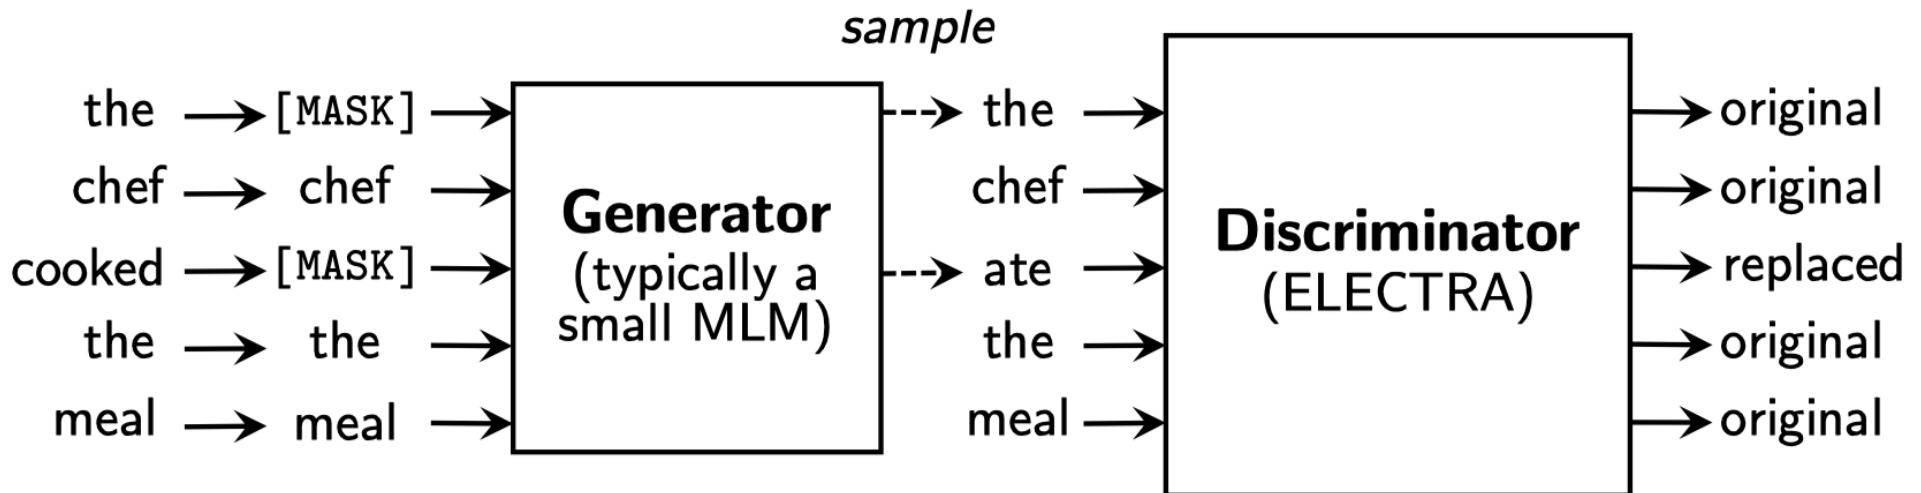 sample
the [MASK] the original
chef chef chef original
Generator
(typically a
small MLM)
Discriminator
(ELECTRA)
cooked [MASK] ate replaced
the the the original
meal meal meal original